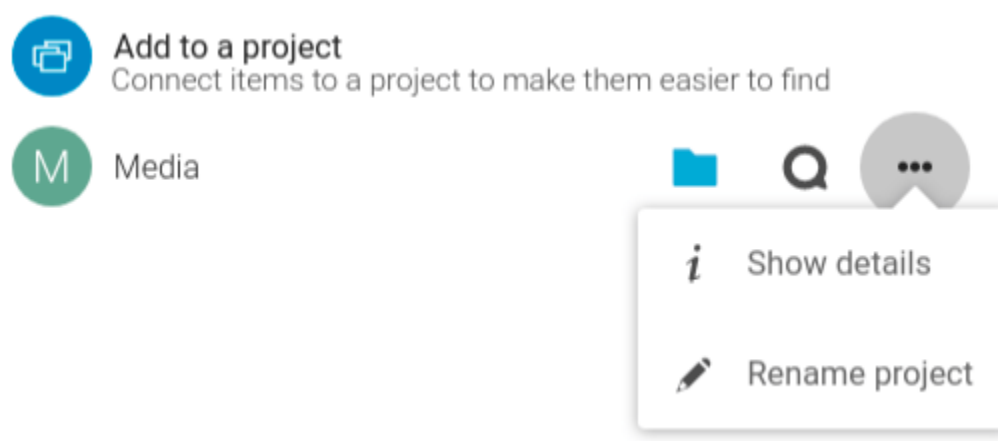 Add to a project
Connect items to a project to make them easier to find
M Media
Show details
Rename project